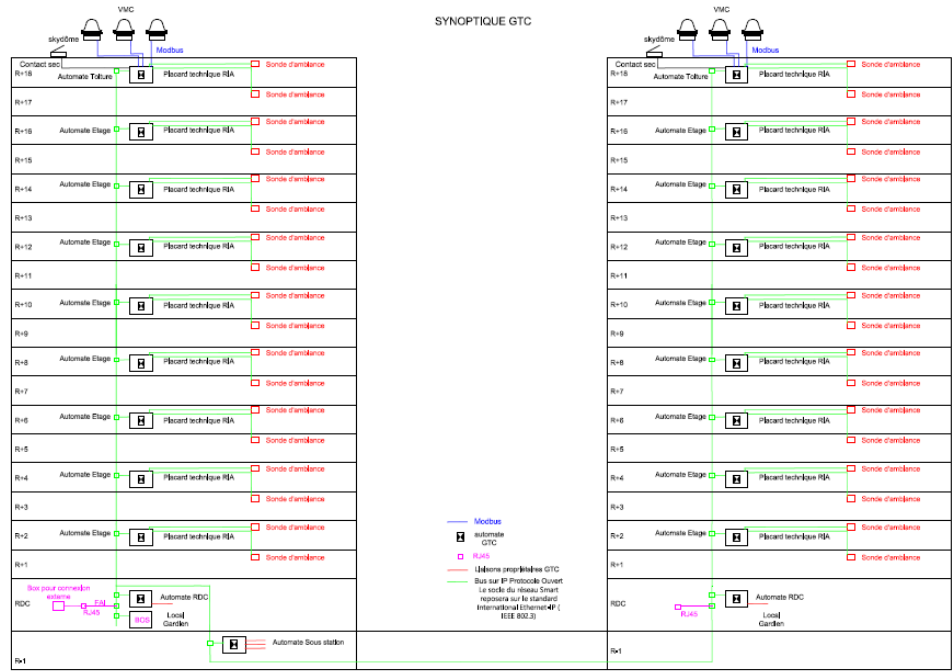 SYNOPTIQUE GTC
VMC
skydôme
Modbus
Contact sec
R+18
Automate Toiture
Placard technique RIA
Sonde d'ambiance
R+17
Sonde d'ambiance
R+16
Automate Etage
Placard technique RIA
Sonde d'ambiance
R+15
Sonde d'ambiance
R+14
Automate Etage
Placard technique RIA
Sonde d'ambiance
R+13
Sonde d'ambiance
R+12
Automate Etage
Placard technique RIA
Sonde d'ambiance
R+11
Sonde d'ambiance
R+10
Automate Etage
Placard technique RIA
Sonde d'ambiance
R+9
Sonde d'ambiance
R+8
Automate Etage
Placard technique RIA
Sonde d'ambiance
R+7
Sonde d'ambiance
R+6
Automate Etage
Placard technique RIA
Sonde d'ambiance
R+5
Sonde d'ambiance
R+4
Automate Etage
Placard technique RIA
Sonde d'ambiance
R+3
Sonde d'ambiance
R+2
Automate Etage
Placard technique RIA
Sonde d'ambiance
R+1
Sonde d'ambiance
RDC
Box pour connexion
externe
FAI
RJ45
Automate RDC
BOS
Local
Gardien
R-1
Automate Sous station
Modbus
automate
GTC
RJ45
Liaisons propriétaires GTC
Bus sur IP Protocole Ouvert
Le socle du réseau Smart
reposera sur le standard
International Ethernet-IP (
IEEE 802.3)
VMC
skydôme
Modbus
Contact sec
R+18
Automate Toiture
Placard technique RIA
Sonde d'ambiance
R+17
Sonde d'ambiance
R+16
Automate Etage
Placard technique RIA
Sonde d'ambiance
R+15
Sonde d'ambiance
R+14
Automate Etage
Placard technique RIA
Sonde d'ambiance
R+13
Sonde d'ambiance
R+12
Automate Etage
Placard technique RIA
Sonde d'ambiance
R+11
Sonde d'ambiance
R+10
Automate Etage
Placard technique RIA
Sonde d'ambiance
R+9
Sonde d'ambiance
R+8
Automate Etage
Placard technique RIA
Sonde d'ambiance
R+7
Sonde d'ambiance
R+6
Automate Etage
Placard technique RIA
Sonde d'ambiance
R+5
Sonde d'ambiance
R+4
Automate Etage
Placard technique RIA
Sonde d'ambiance
R+3
Sonde d'ambiance
R+2
Automate Etage
Placard technique RIA
Sonde d'ambiance
R+1
Sonde d'ambiance
RDC
RJ45
Automate RDC
Local
Gardien
R-1